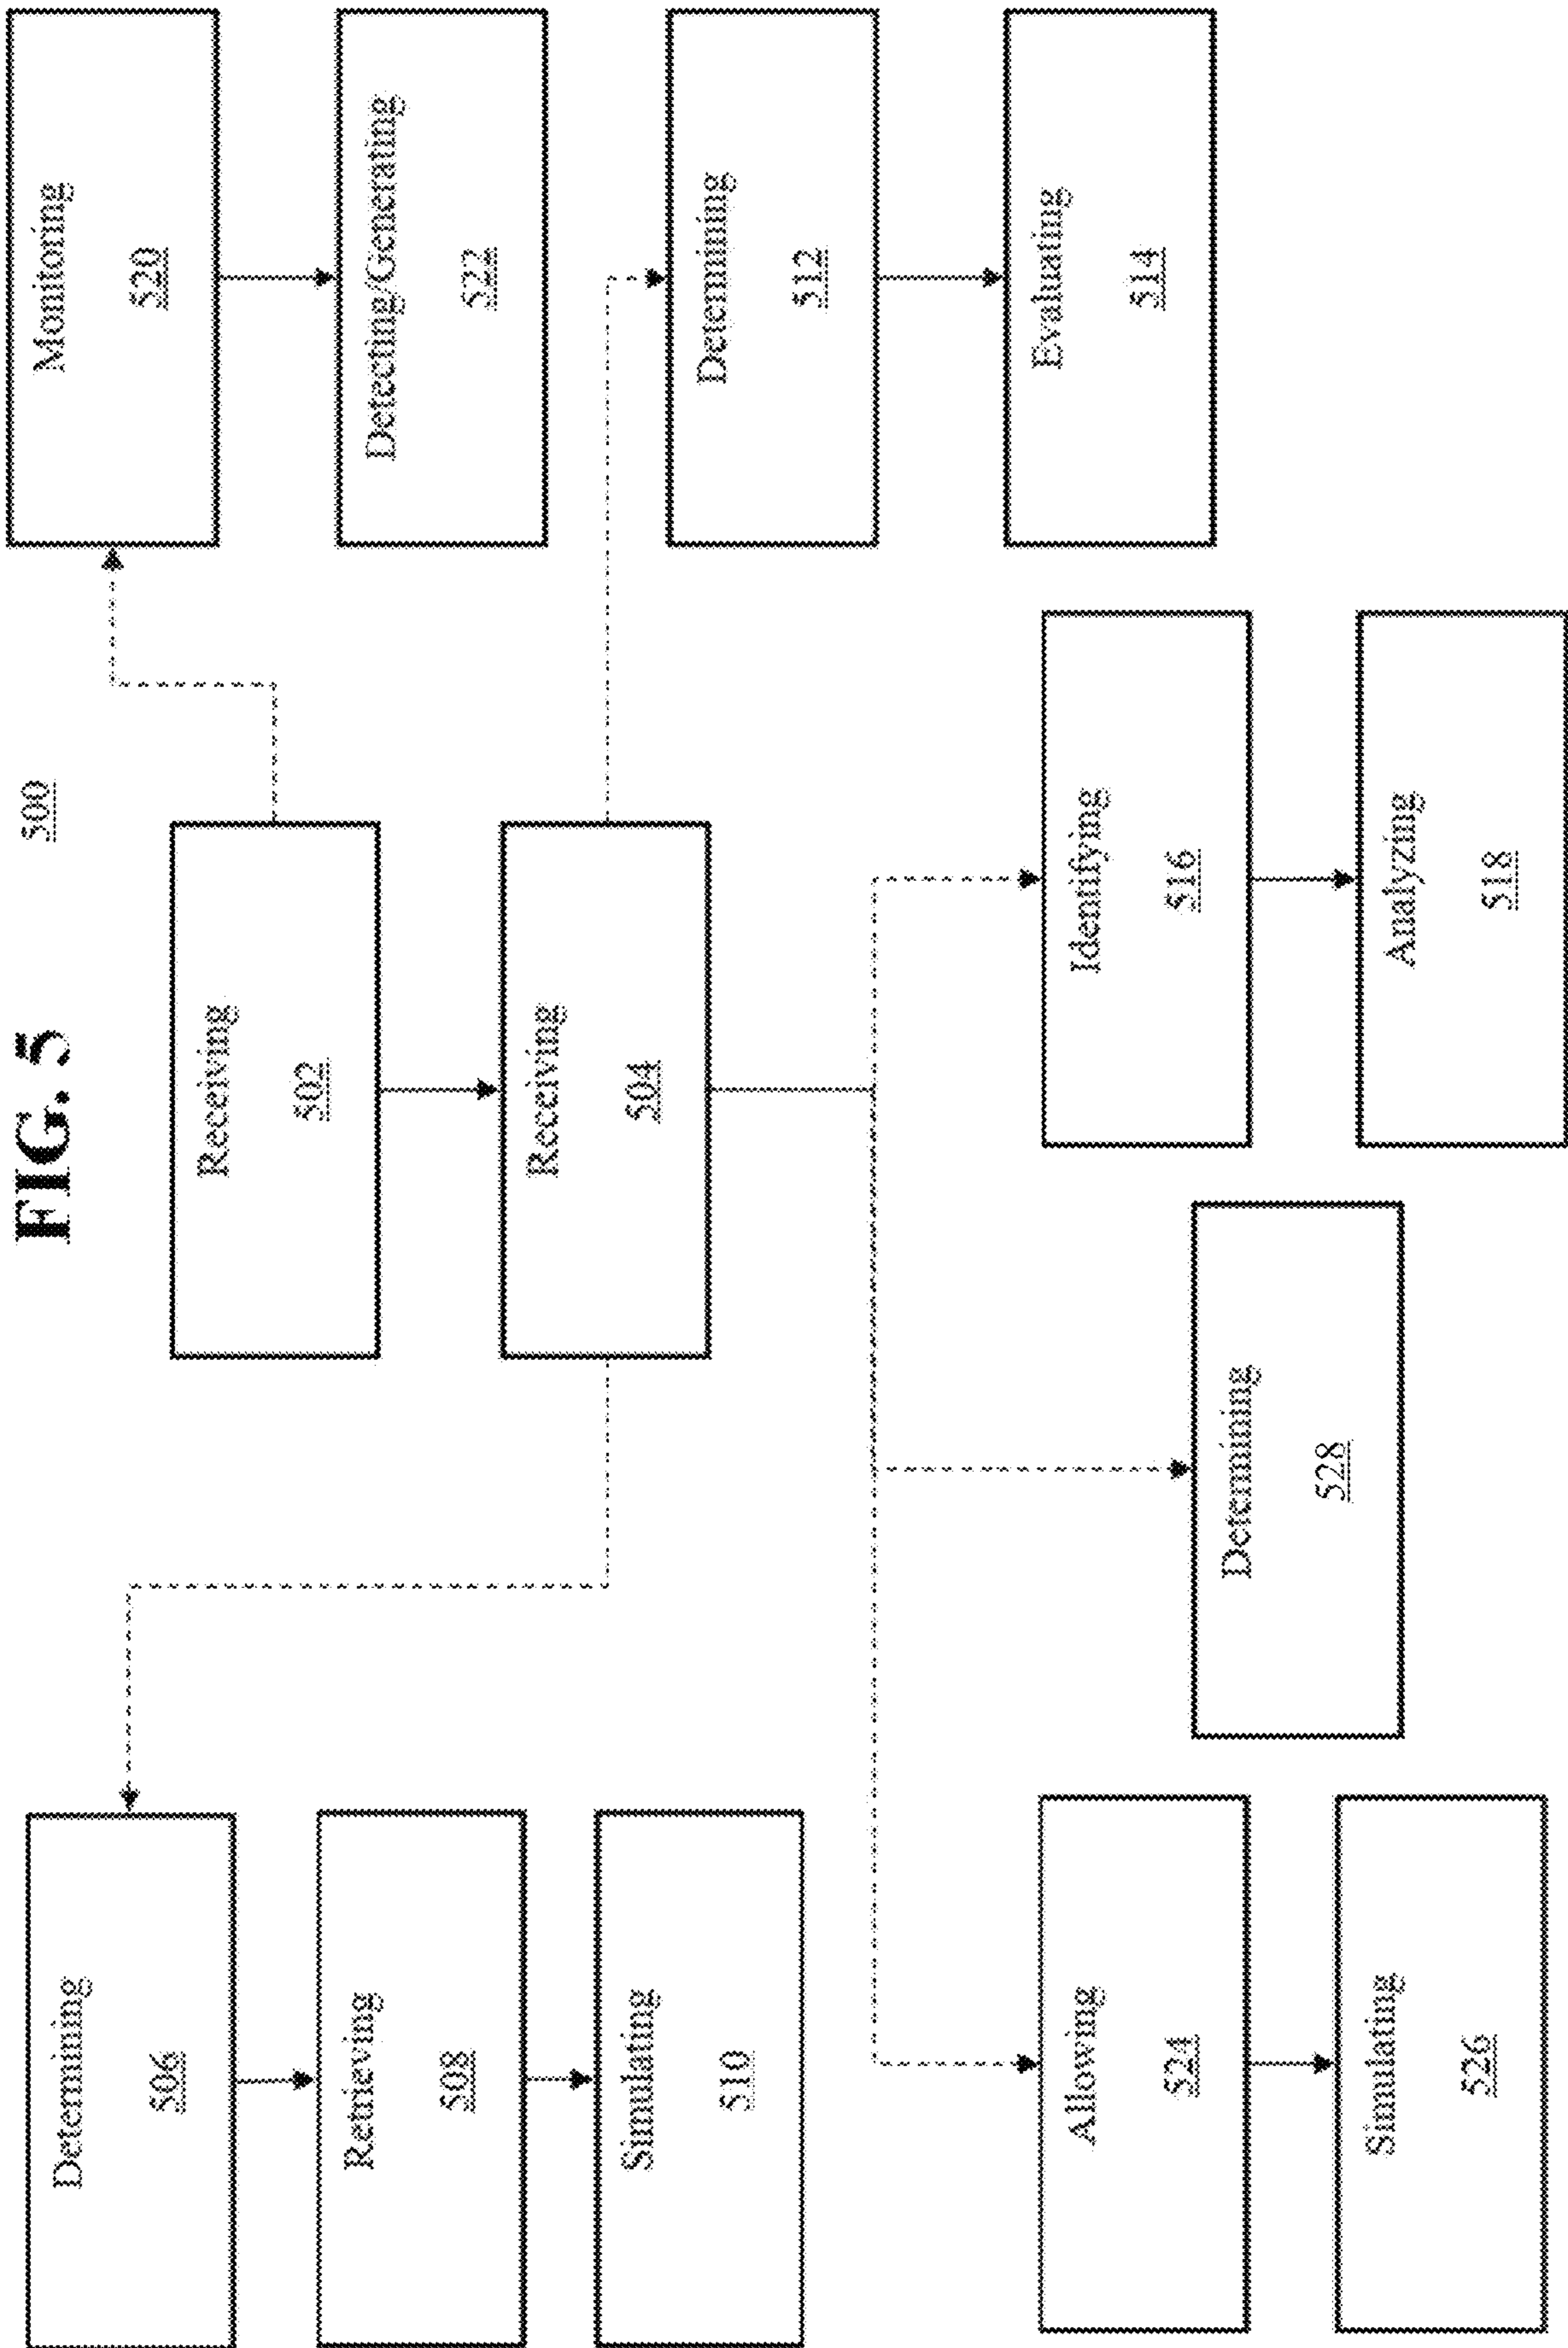 FIG. 5
500
Determining
506
Retrieving
508
Simulating
510
Receiving
502
Receiving
504
Monitoring
520
Detecting/Generating
522
Determining
512
Evaluating
514
Allowing
524
Simulating
526
Determining
528
Identifying
516
Analyzing
518